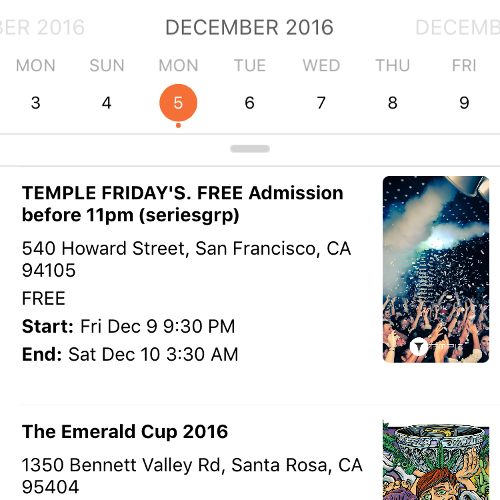 BER 2016 DECEMBER 2016 DECEMB
MON SUN MON TUE WED THU FRI
3 4 5 6 7 8 9
TEMPLE FRIDAY'S. FREE Admission
before 11pm (seriesgrp)
540 Howard Street, San Francisco, CA
94105
FREE
Start: Fri Dec 9 9:30 PM
End: Sat Dec 10 3:30 AM
The Emerald Cup 2016
1350 Bennett Valley Rd, Santa Rosa, CA
95404